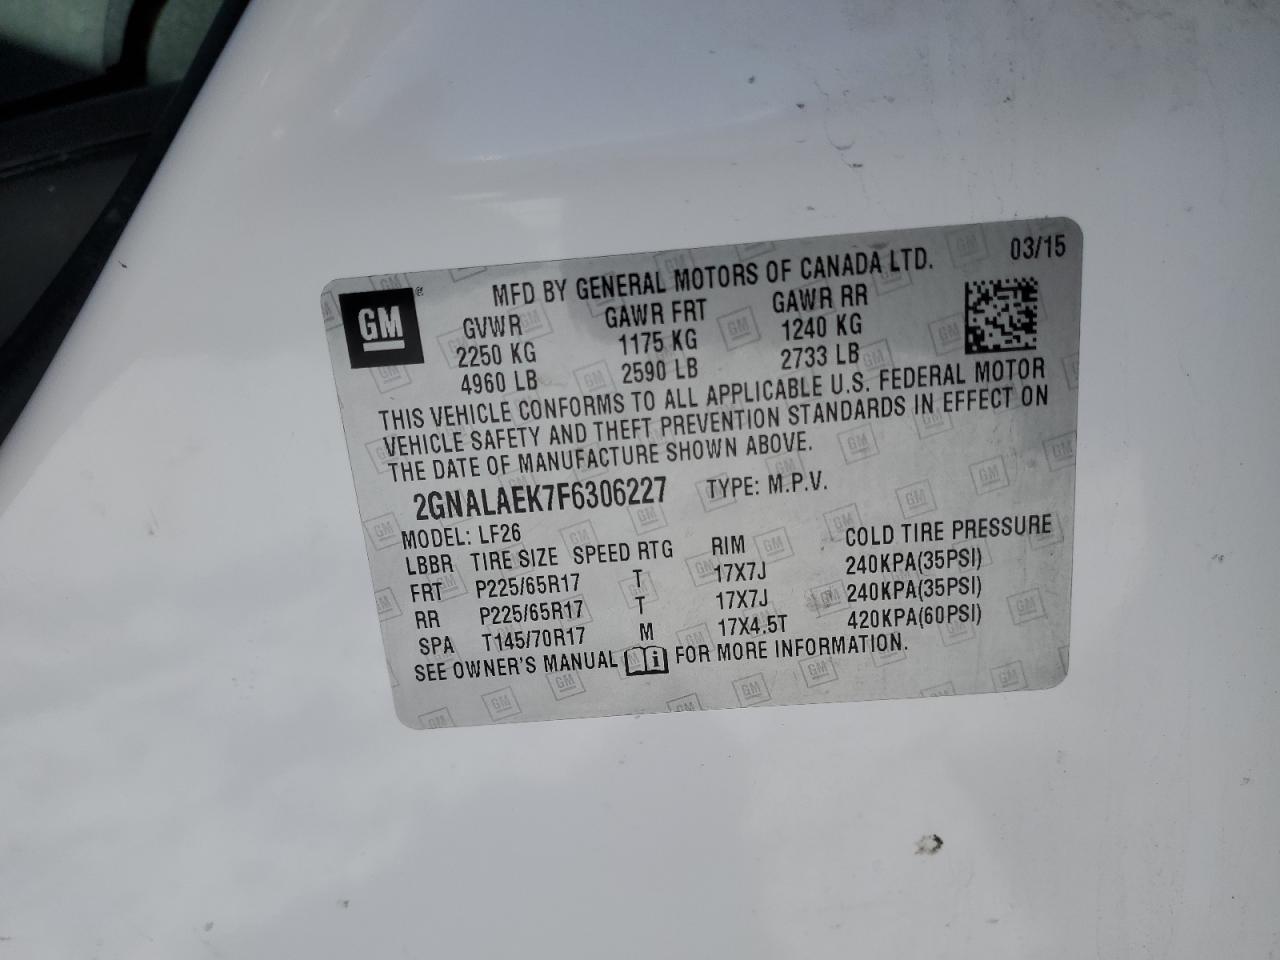 GM®
MFD BY GENERAL MOTORS OF CANADA LTD. 03/15
GVWR GAWR FRT GAWR RR
2250 KG 1175 KG 1240 KG
4960 LB 2590 LB 2733 LB
THIS VEHICLE CONFORMS TO ALL APPLICABLE U.S. FEDERAL MOTOR
VEHICLE SAFETY AND THEFT PREVENTION STANDARDS IN EFFECT ON
THE DATE OF MANUFACTURE SHOWN ABOVE.
2GNALAEK7F6306227 TYPE: M.P.V.
MODEL: LF26
LBBR TIRE SIZE SPEED RTG RIM COLD TIRE PRESSURE
FRT P225/65R17 T 17X7J 240KPA(35PSI)
RR P225/65R17 T 17X7J 240KPA(35PSI)
SPA T145/70R17 M 17X4.5T 420KPA(60PSI)
SEE OWNER'S MANUAL FOR MORE INFORMATION.